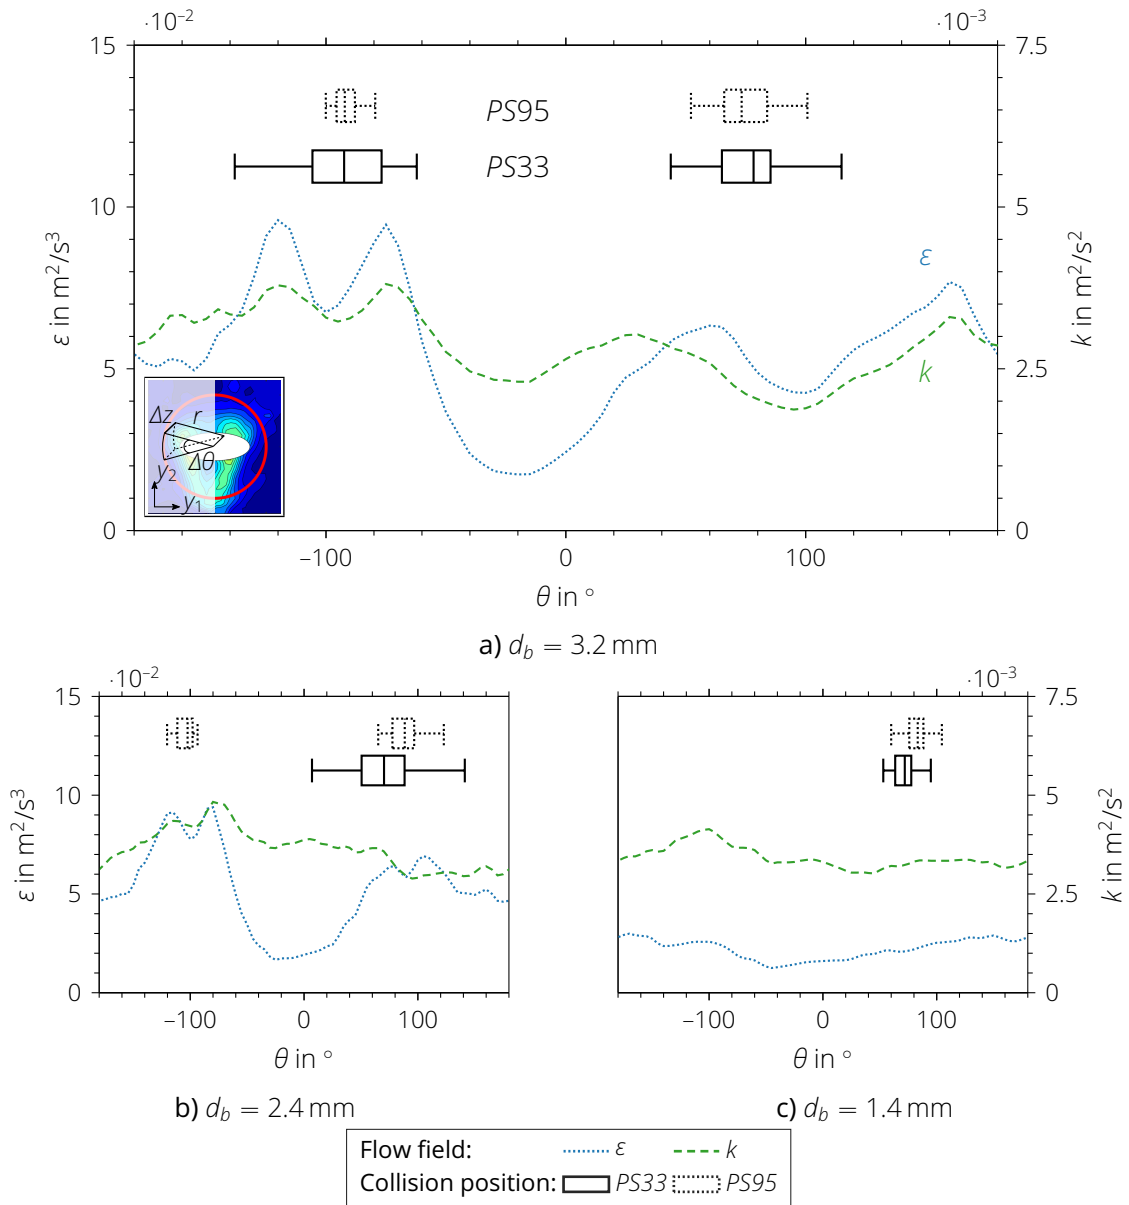 ·10⁻² ·10⁻³
15 7.5
PS95
PS33
10 5
ε in m²/s³
k in m²/s²
ε
5 2.5
k
Δz r
Δθ
y₂
y₁
0 0
−100 0 100
θ in °
a) d_b = 3.2 mm
·10⁻²
15
10
ε in m²/s³
5
0
−100 0 100
θ in °
b) d_b = 2.4 mm
·10⁻³
7.5
5
k in m²/s²
2.5
0
−100 0 100
θ in °
c) d_b = 1.4 mm
Flow field: ε k
Collision position: PS33 PS95